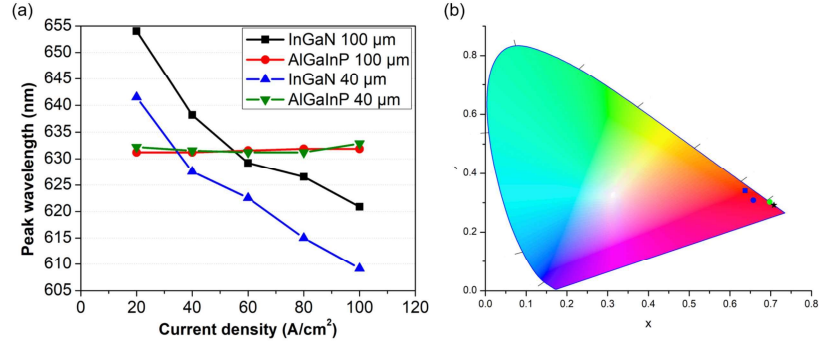 (a)
655
650
645
640
635
630
625
620
615
610
605
Peak wavelength (nm)
InGaN 100 µm
AlGaInP 100 µm
InGaN 40 µm
AlGaInP 40 µm
0 20 40 60 80 100 120
Current density (A/cm²)
(b)
0.8
0.6
0.4
0.2
0.0
0.0 0.1 0.2 0.3 0.4 0.5 0.6 0.7 0.8
x